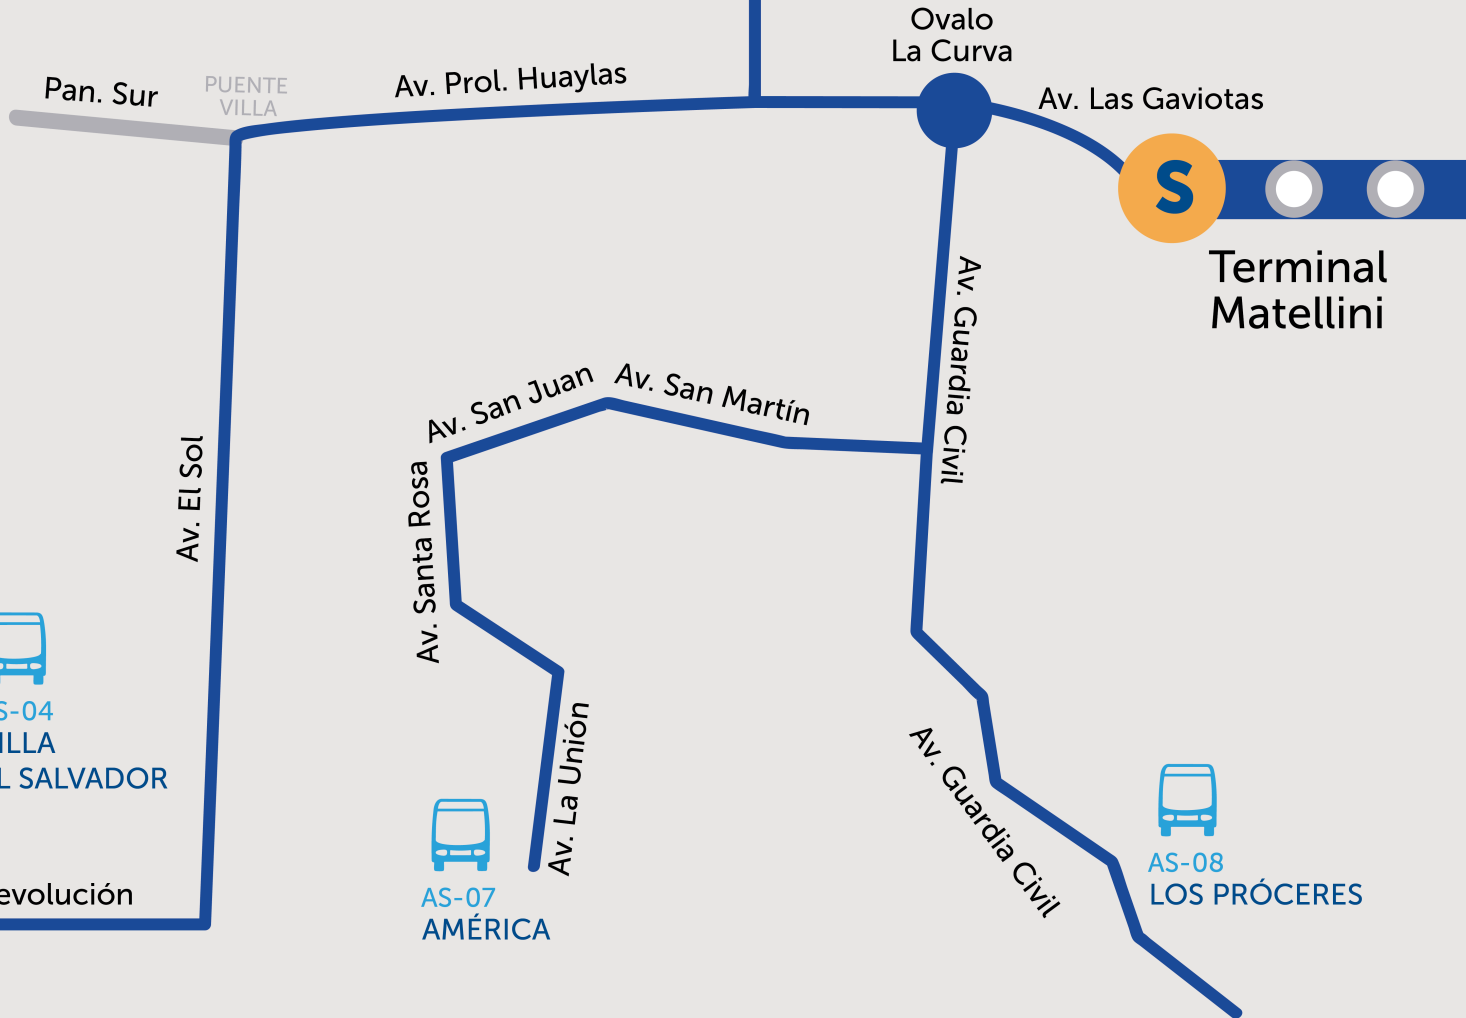 Ovalo
La Curva
Pan. Sur
PUENTE
VILLA
Av. Prol. Huaylas
Av. Las Gaviotas
S
Terminal
Matellini
Av. Guardia Civil
Av. San Juan
Av. San Martín
Av. El Sol
Av. Santa Rosa
S-04
ILLA
L SALVADOR
Av. La Unión
Av. Guardia Civil
AS-07
AMÉRICA
AS-08
LOS PRÓCERES
evolución